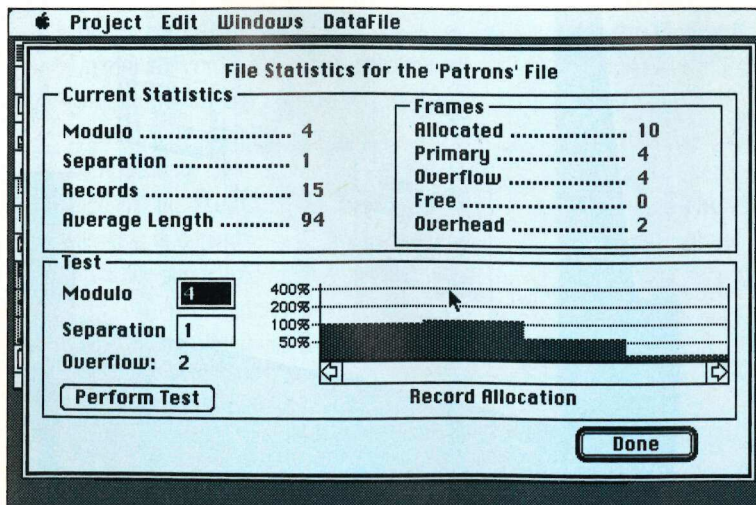 Project Edit Windows DataFile
File Statistics for the 'Patrons' File
Current Statistics
Modulo .................... 4
Separation ............... 1
Records .................. 15
Average Length .......... 94
Frames
Allocated ................ 10
Primary .................. 4
Overflow ................. 4
Free ..................... 0
Overhead ................. 2
Test
Modulo 4
Separation 1
Overflow: 2
Perform Test
400%
200%
100%
50%
Record Allocation
Done